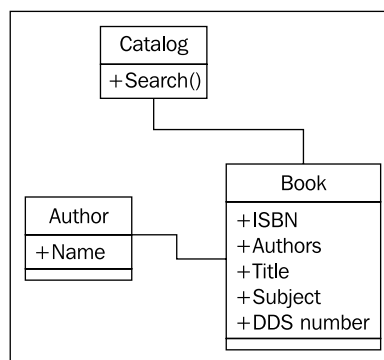 Catalog
+Search()
Author
+Name
Book
+ISBN
+Authors
+Title
+Subject
+DDS number